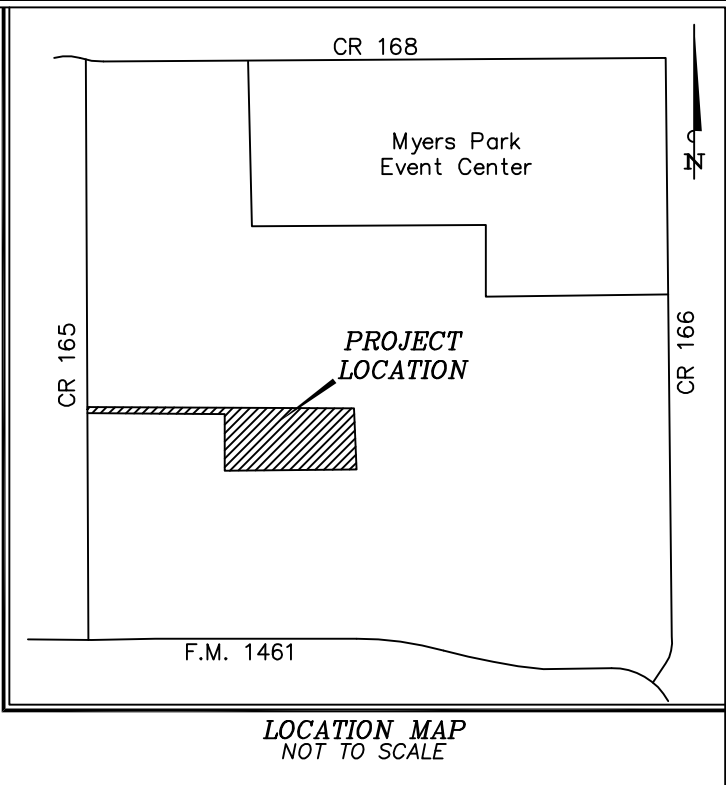 CR 168
Myers Park
Event Center
N
CR 165
PROJECT
LOCATION
CR 166
F.M. 1461
LOCATION MAP
NOT TO SCALE